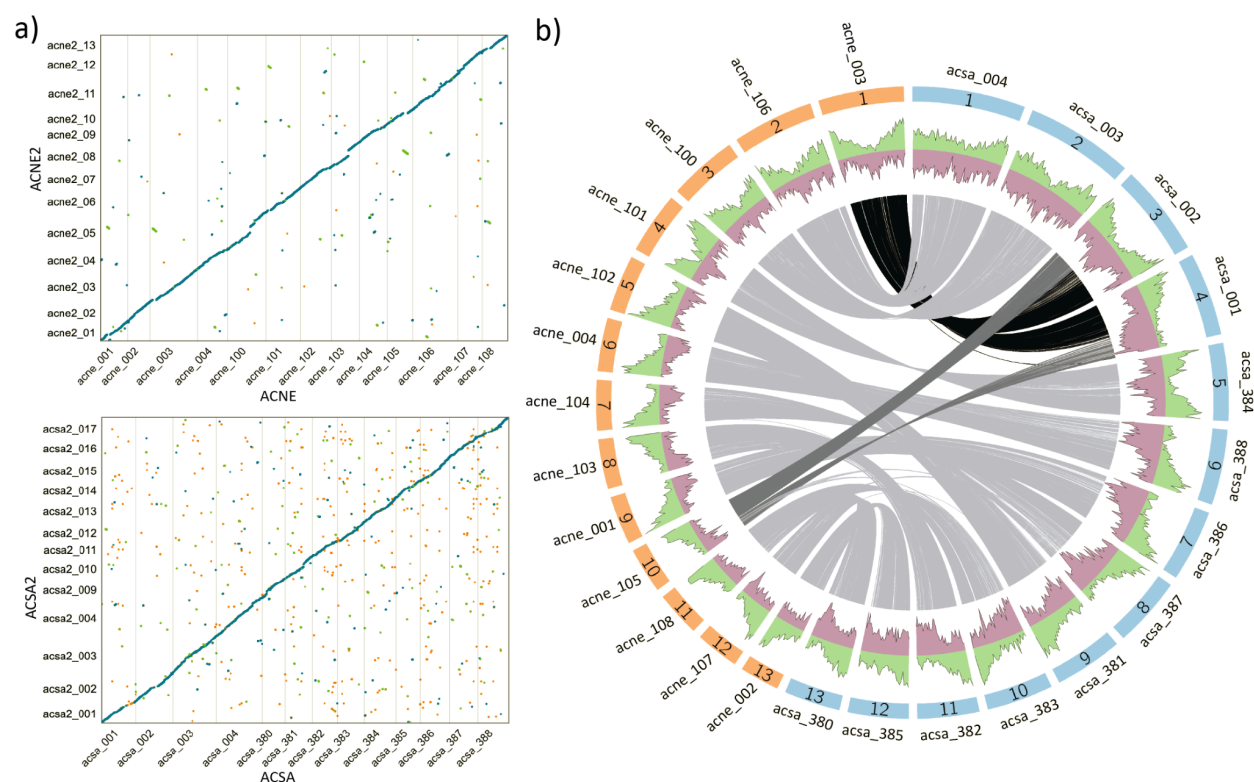 a)
acne2_13
acne2_12
acne2_11
acne2_10
acne2_09
acne2_08
acne2_07
acne2_06
acne2_05
acne2_04
acne2_03
acne2_02
acne2_01
ACNE2
acne_001
acne_002
acne_003
acne_004
acne_100
acne_101
acne_102
acne_103
acne_104
acne_105
acne_106
acne_107
acne_108
ACNE
acsa2_017
acsa2_016
acsa2_015
acsa2_014
acsa2_013
acsa2_012
acsa2_011
acsa2_010
acsa2_009
acsa2_004
acsa2_003
acsa2_002
acsa2_001
ACSA2
acsa_001
acsa_002
acsa_003
acsa_004
acsa_380
acsa_381
acsa_382
acsa_383
acsa_384
acsa_385
acsa_386
acsa_387
acsa_388
ACSA
b)
acsa_004
1
acsa_003
2
acsa_002
3
acsa_001
4
acsa_384
5
acsa_388
6
acsa_386
7
acsa_387
8
acsa_381
9
acsa_383
10
acsa_382
11
acsa_385
12
acsa_380
13
acne_002
13
acne_107
12
acne_108
11
acne_105
10
acne_001
9
acne_103
8
acne_104
7
acne_004
6
acne_102
5
acne_101
4
acne_100
3
acne_106
2
acne_003
1